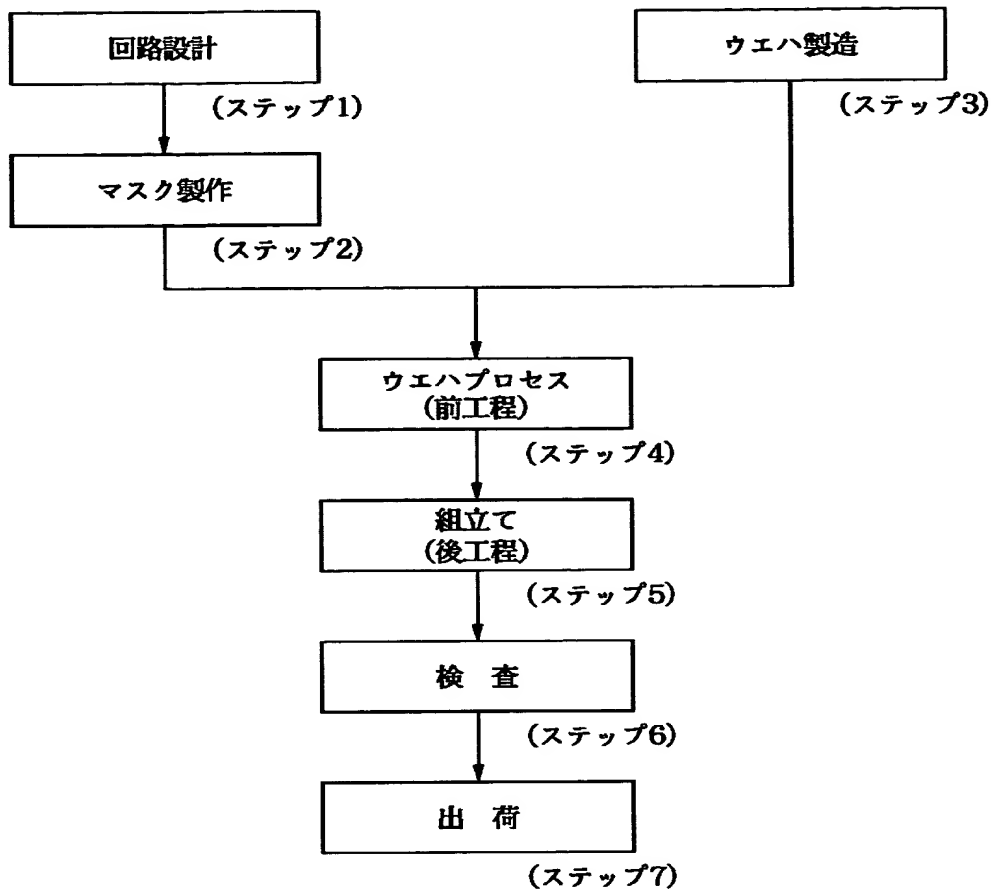 回路設計
(ステップ1)
マスク製作
(ステップ2)
ウエハ製造
(ステップ3)
ウエハプロセス
(前工程)
(ステップ4)
組立て
(後工程)
(ステップ5)
検 査
(ステップ6)
出 荷
(ステップ7)